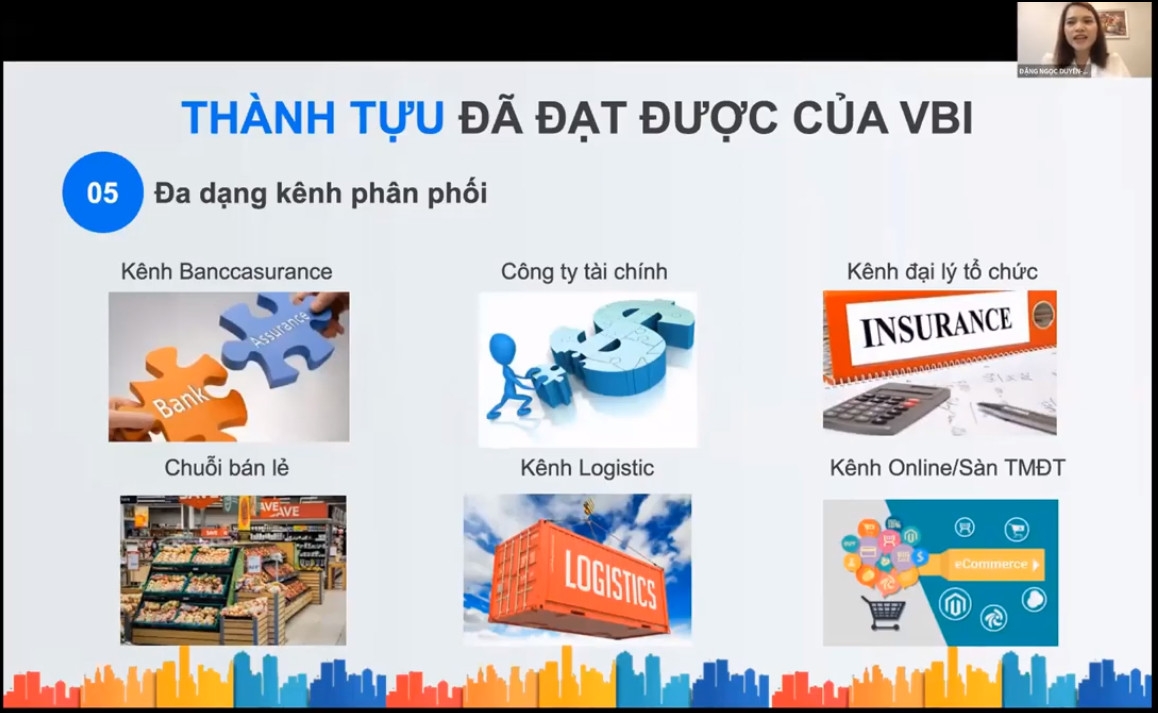 ĐẶNG NGỌC DUYÊN-...
THÀNH TỰU ĐÃ ĐẠT ĐƯỢC CỦA VBI
05
Đa dạng kênh phân phối
Kênh Banccasurance
Công ty tài chính
Kênh đại lý tổ chức
Assurance
Bank
INSURANCE
Chuỗi bán lẻ
Kênh Logistic
Kênh Online/Sàn TMĐT
SAVE
SAVE
LOGISTICS
eCommerce